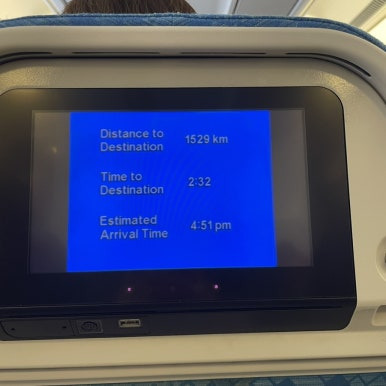 Distance to
Destination 1529 km
Time to
Destination 2:32
Estimated
Arrival Time 4:51 pm